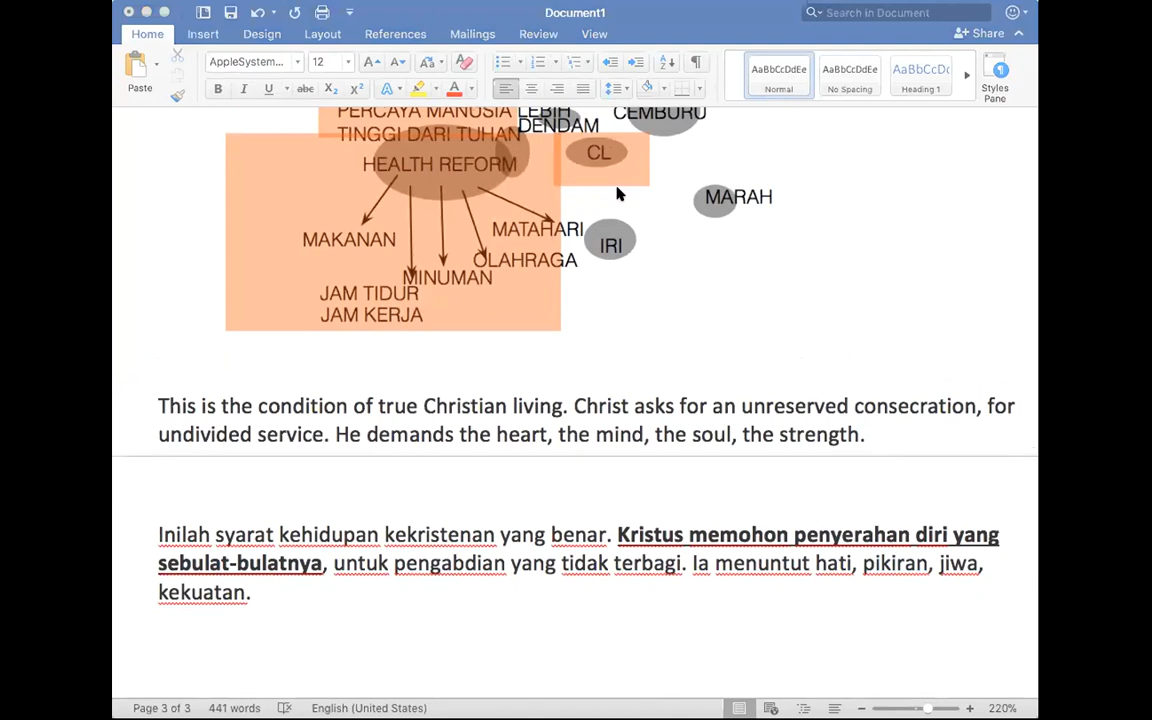 Document1
Search in Document
Home Insert Design Layout References Mailings Review View
Share
Paste
AppleSystem... 12
AaBbCcDdEe AaBbCcDdEe AaBbCcDc
Normal No Spacing Heading 1
Styles Pane
PERCAYA MANUSIA LEBIH CEMBURU
TINGGI DARI TUHAN DENDAM
HEALTH REFORM CL
MARAH
MAKANAN MATAHARI IRI
OLAHRAGA
MINUMAN
JAM TIDUR
JAM KERJA
This is the condition of true Christian living. Christ asks for an unreserved consecration, for
undivided service. He demands the heart, the mind, the soul, the strength.
Inilah syarat kehidupan kekristenan yang benar. Kristus memohon penyerahan diri yang
sebulat-bulatnya, untuk pengabdian yang tidak terbagi. Ia menuntut hati, pikiran, jiwa,
kekuatan.
Page 3 of 3 441 words English (United States) 220%